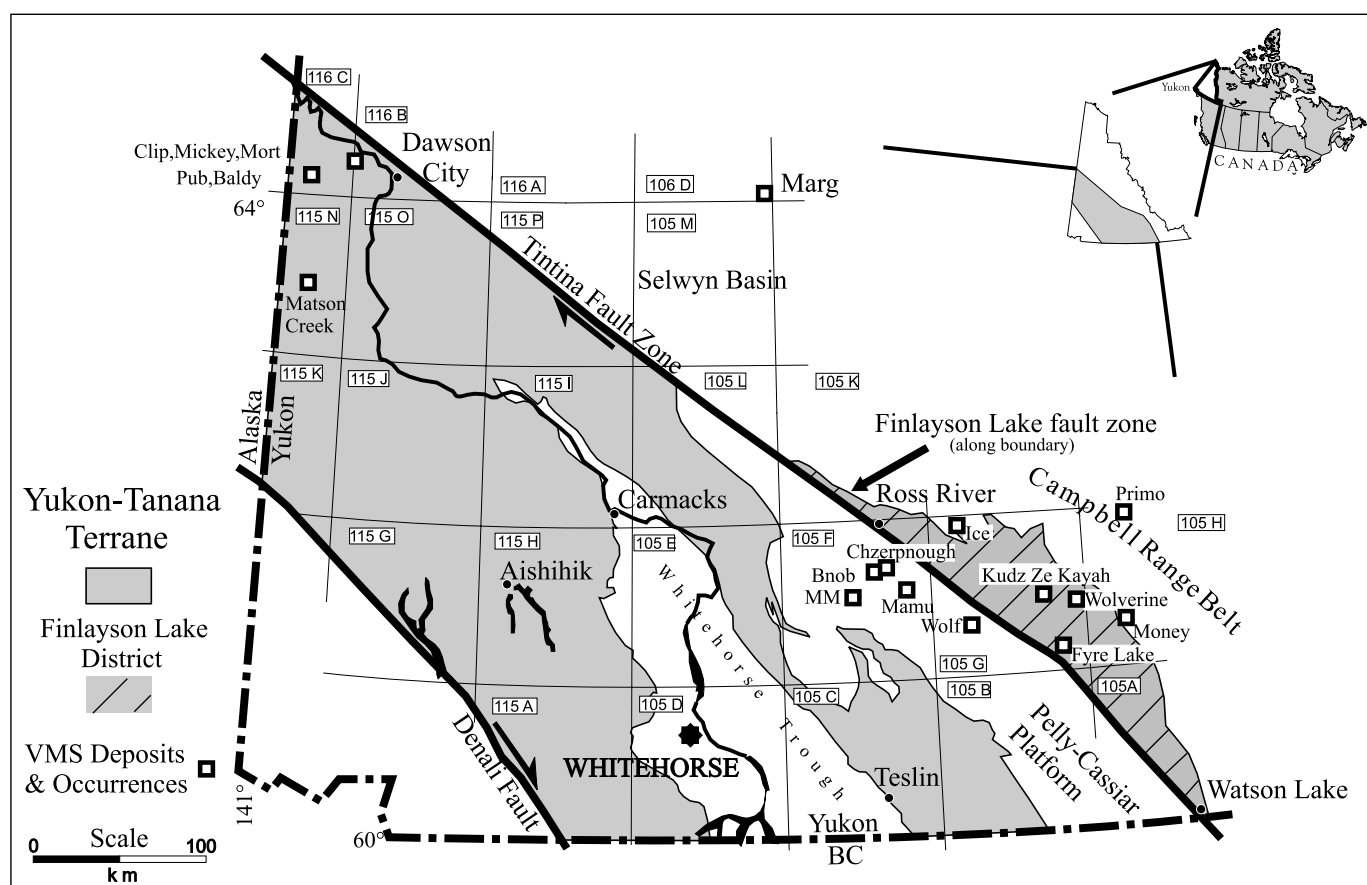 116 C
116 B
Clip,Mickey,Mort
Pub,Baldy
Dawson
City
116 A
106 D
Marg
64°
115 N
115 O
115 P
105 M
Yukon
CANADA
Tintina Fault Zone
Selwyn Basin
Matson
Creek
115 K
115 J
115 I
105 L
105 K
Alaska
Yukon
Finlayson Lake fault zone
(along boundary)
Campbell Range Belt
Yukon-Tanana
Terrane
Carmacks
Ross River
Primo
105 H
Ice
115 G
115 H
105 E
105 F
Chzerpnough
Aishihik
Whitehorse Trough
Bnob
MM
Mamu
Kudz Ze Kayah
Wolverine
Money
Wolf
Fyre Lake
Finlayson Lake
District
105 G
105 B
105A
115 A
105 D
105 C
Denali Fault
Pelly-Cassiar
Platform
VMS Deposits
& Occurrences
WHITEHORSE
Teslin
Watson Lake
141°
60°
Yukon
BC
Scale
0
100
km